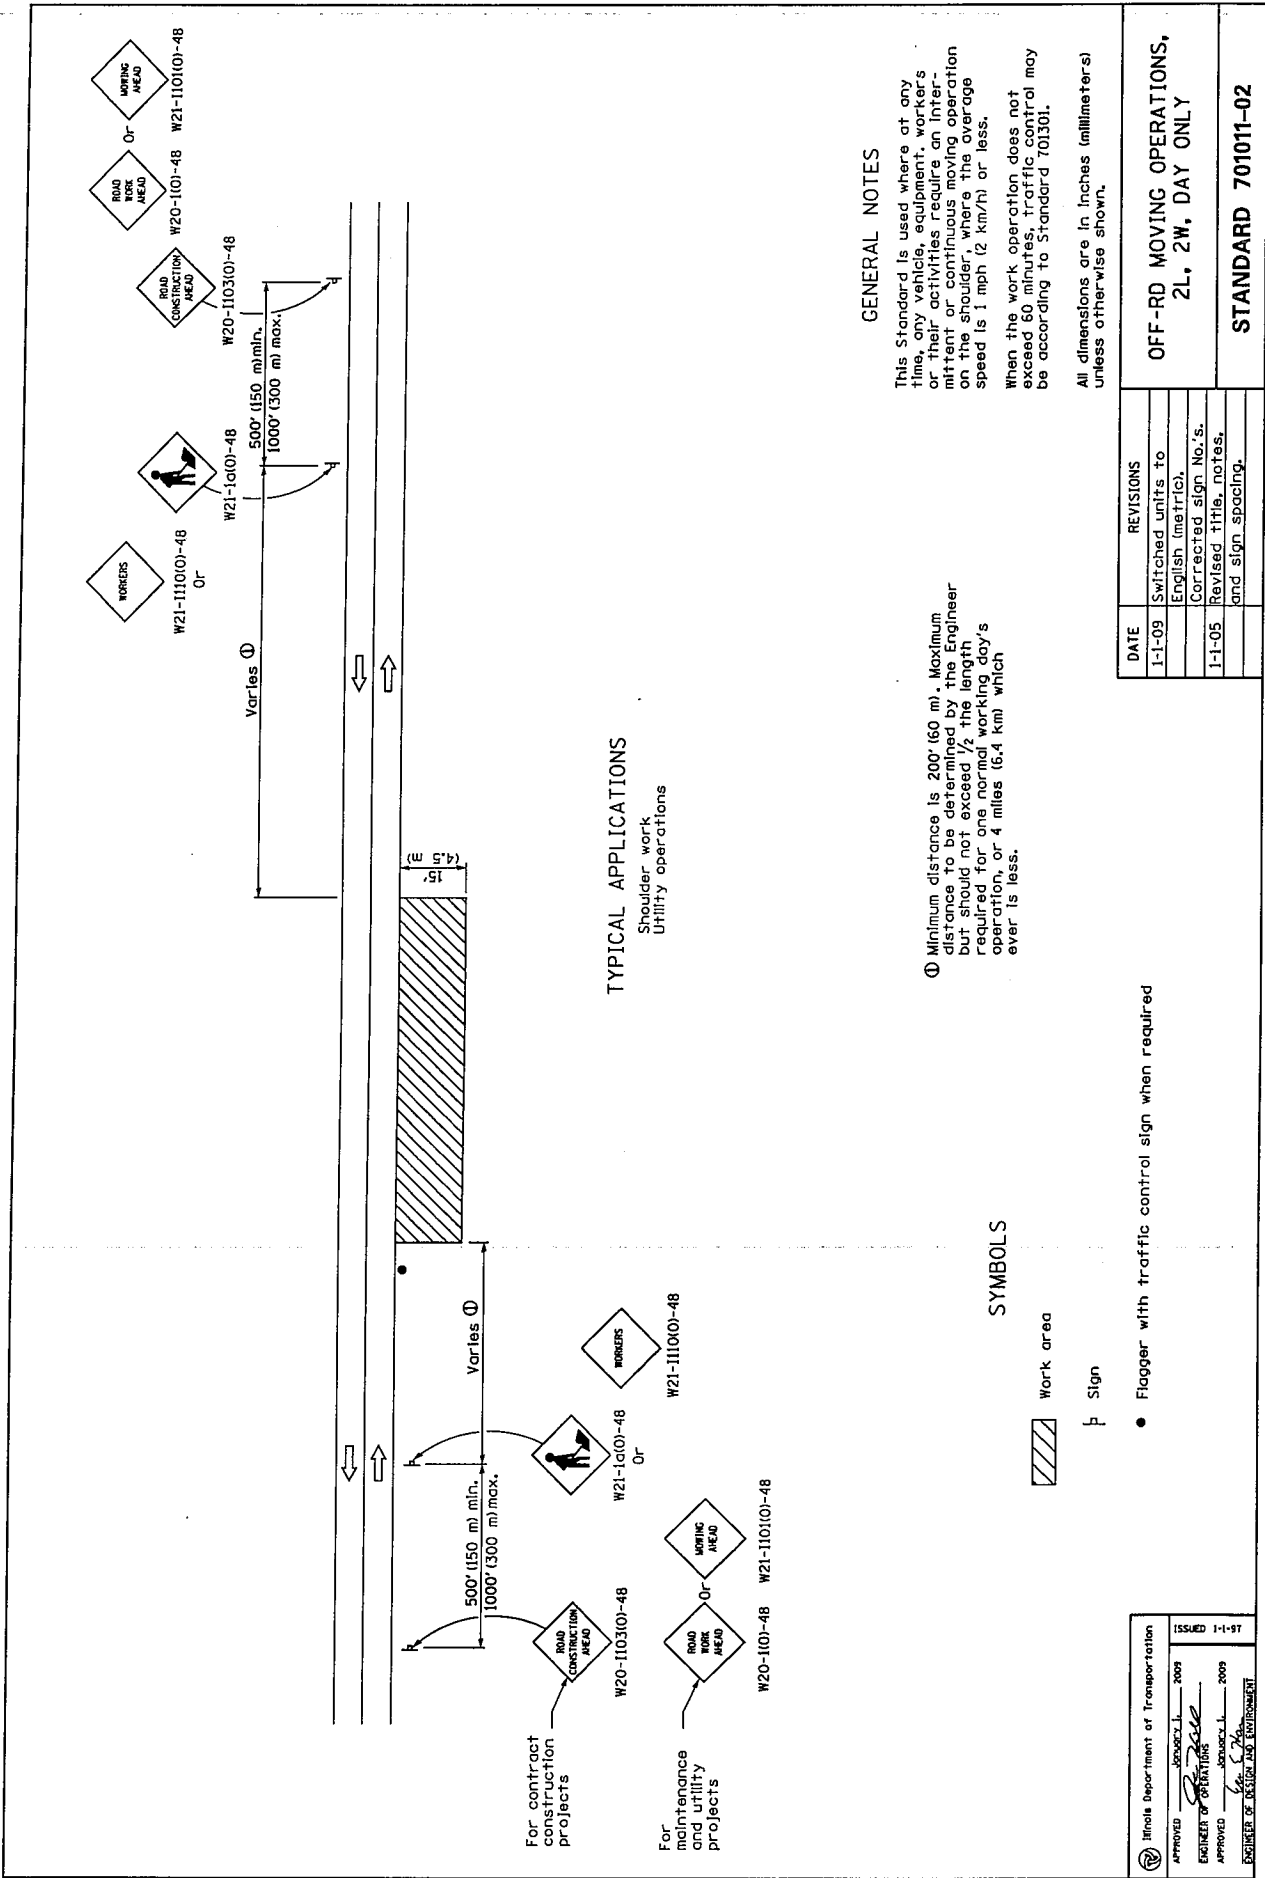 MOWING
AHEAD
W21-I101(O)-48
Or
ROAD
WORK
AHEAD
W20-1(O)-48
ROAD
CONSTRUCTION
AHEAD
W20-I103(O)-48
500' (150 m)min.
1000' (300 m) max.
W21-1a(O)-48
WORKERS
W21-I110(O)-48
Or
Varies ①
15'
(4.5 m)
Varies ①
500' (150 m) min.
1000' (300 m) max.
For contract
construction
projects
ROAD
CONSTRUCTION
AHEAD
W20-I103(O)-48
W21-1a(O)-48
Or
WORKERS
W21-I110(O)-48
For
maintenance
and utility
projects
ROAD
WORK
AHEAD
W20-1(O)-48
Or
MOWING
AHEAD
W21-I101(O)-48
TYPICAL APPLICATIONS
Shoulder work
Utility operations
SYMBOLS
Work area
Sign
Flagger with traffic control sign when required
① Minimum distance is 200' (60 m). Maximum
distance to be determined by the Engineer
but should not exceed 1/2 the length
required for one normal working day's
operation, or 4 miles (6.4 km) which
ever is less.
GENERAL NOTES
This Standard is used where at any
time, any vehicle, equipment, workers
or their activities require an inter-
mittent or continuous moving operation
on the shoulder, where the average
speed is 1 mph (2 km/h) or less.
When the work operation does not
exceed 60 minutes, traffic control may
be according to Standard 701301.
All dimensions are in inches (millimeters)
unless otherwise shown.
Illinois Department of Transportation
APPROVED January 1, 2009
ENGINEER OF OPERATIONS
APPROVED January 1, 2009
ENGINEER OF DESIGN AND ENVIRONMENT
ISSUED 1-1-97
DATE REVISIONS
1-1-09 Switched units to
English (metric).
Corrected sign No.'s.
1-1-05 Revised title, notes,
and sign spacing.
OFF-RD MOVING OPERATIONS,
2L, 2W, DAY ONLY
STANDARD 701011-02